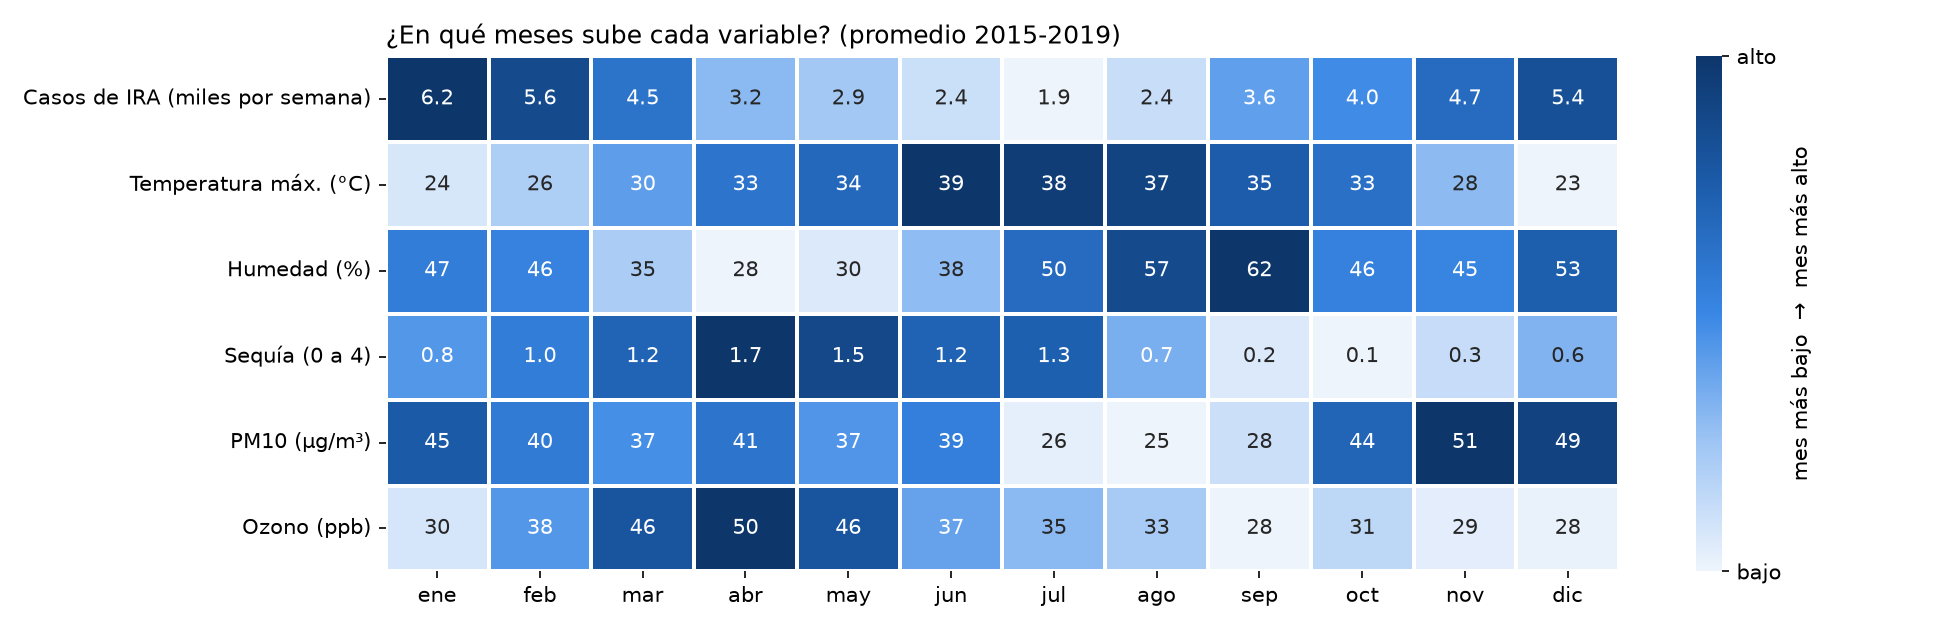 ¿En qué meses sube cada variable? (promedio 2015-2019)
Casos de IRA (miles por semana) 6.2 5.6 4.5 3.2 2.9 2.4 1.9 2.4 3.6 4.0 4.7 5.4
Temperatura máx. (°C) 24 26 30 33 34 39 38 37 35 33 28 23
Humedad (%) 47 46 35 28 30 38 50 57 62 46 45 53
Sequía (0 a 4) 0.8 1.0 1.2 1.7 1.5 1.2 1.3 0.7 0.2 0.1 0.3 0.6
PM10 (µg/m³) 45 40 37 41 37 39 26 25 28 44 51 49
Ozono (ppb) 30 38 46 50 46 37 35 33 28 31 29 28
ene feb mar abr may jun jul ago sep oct nov dic
alto
mes más bajo → mes más alto
bajo